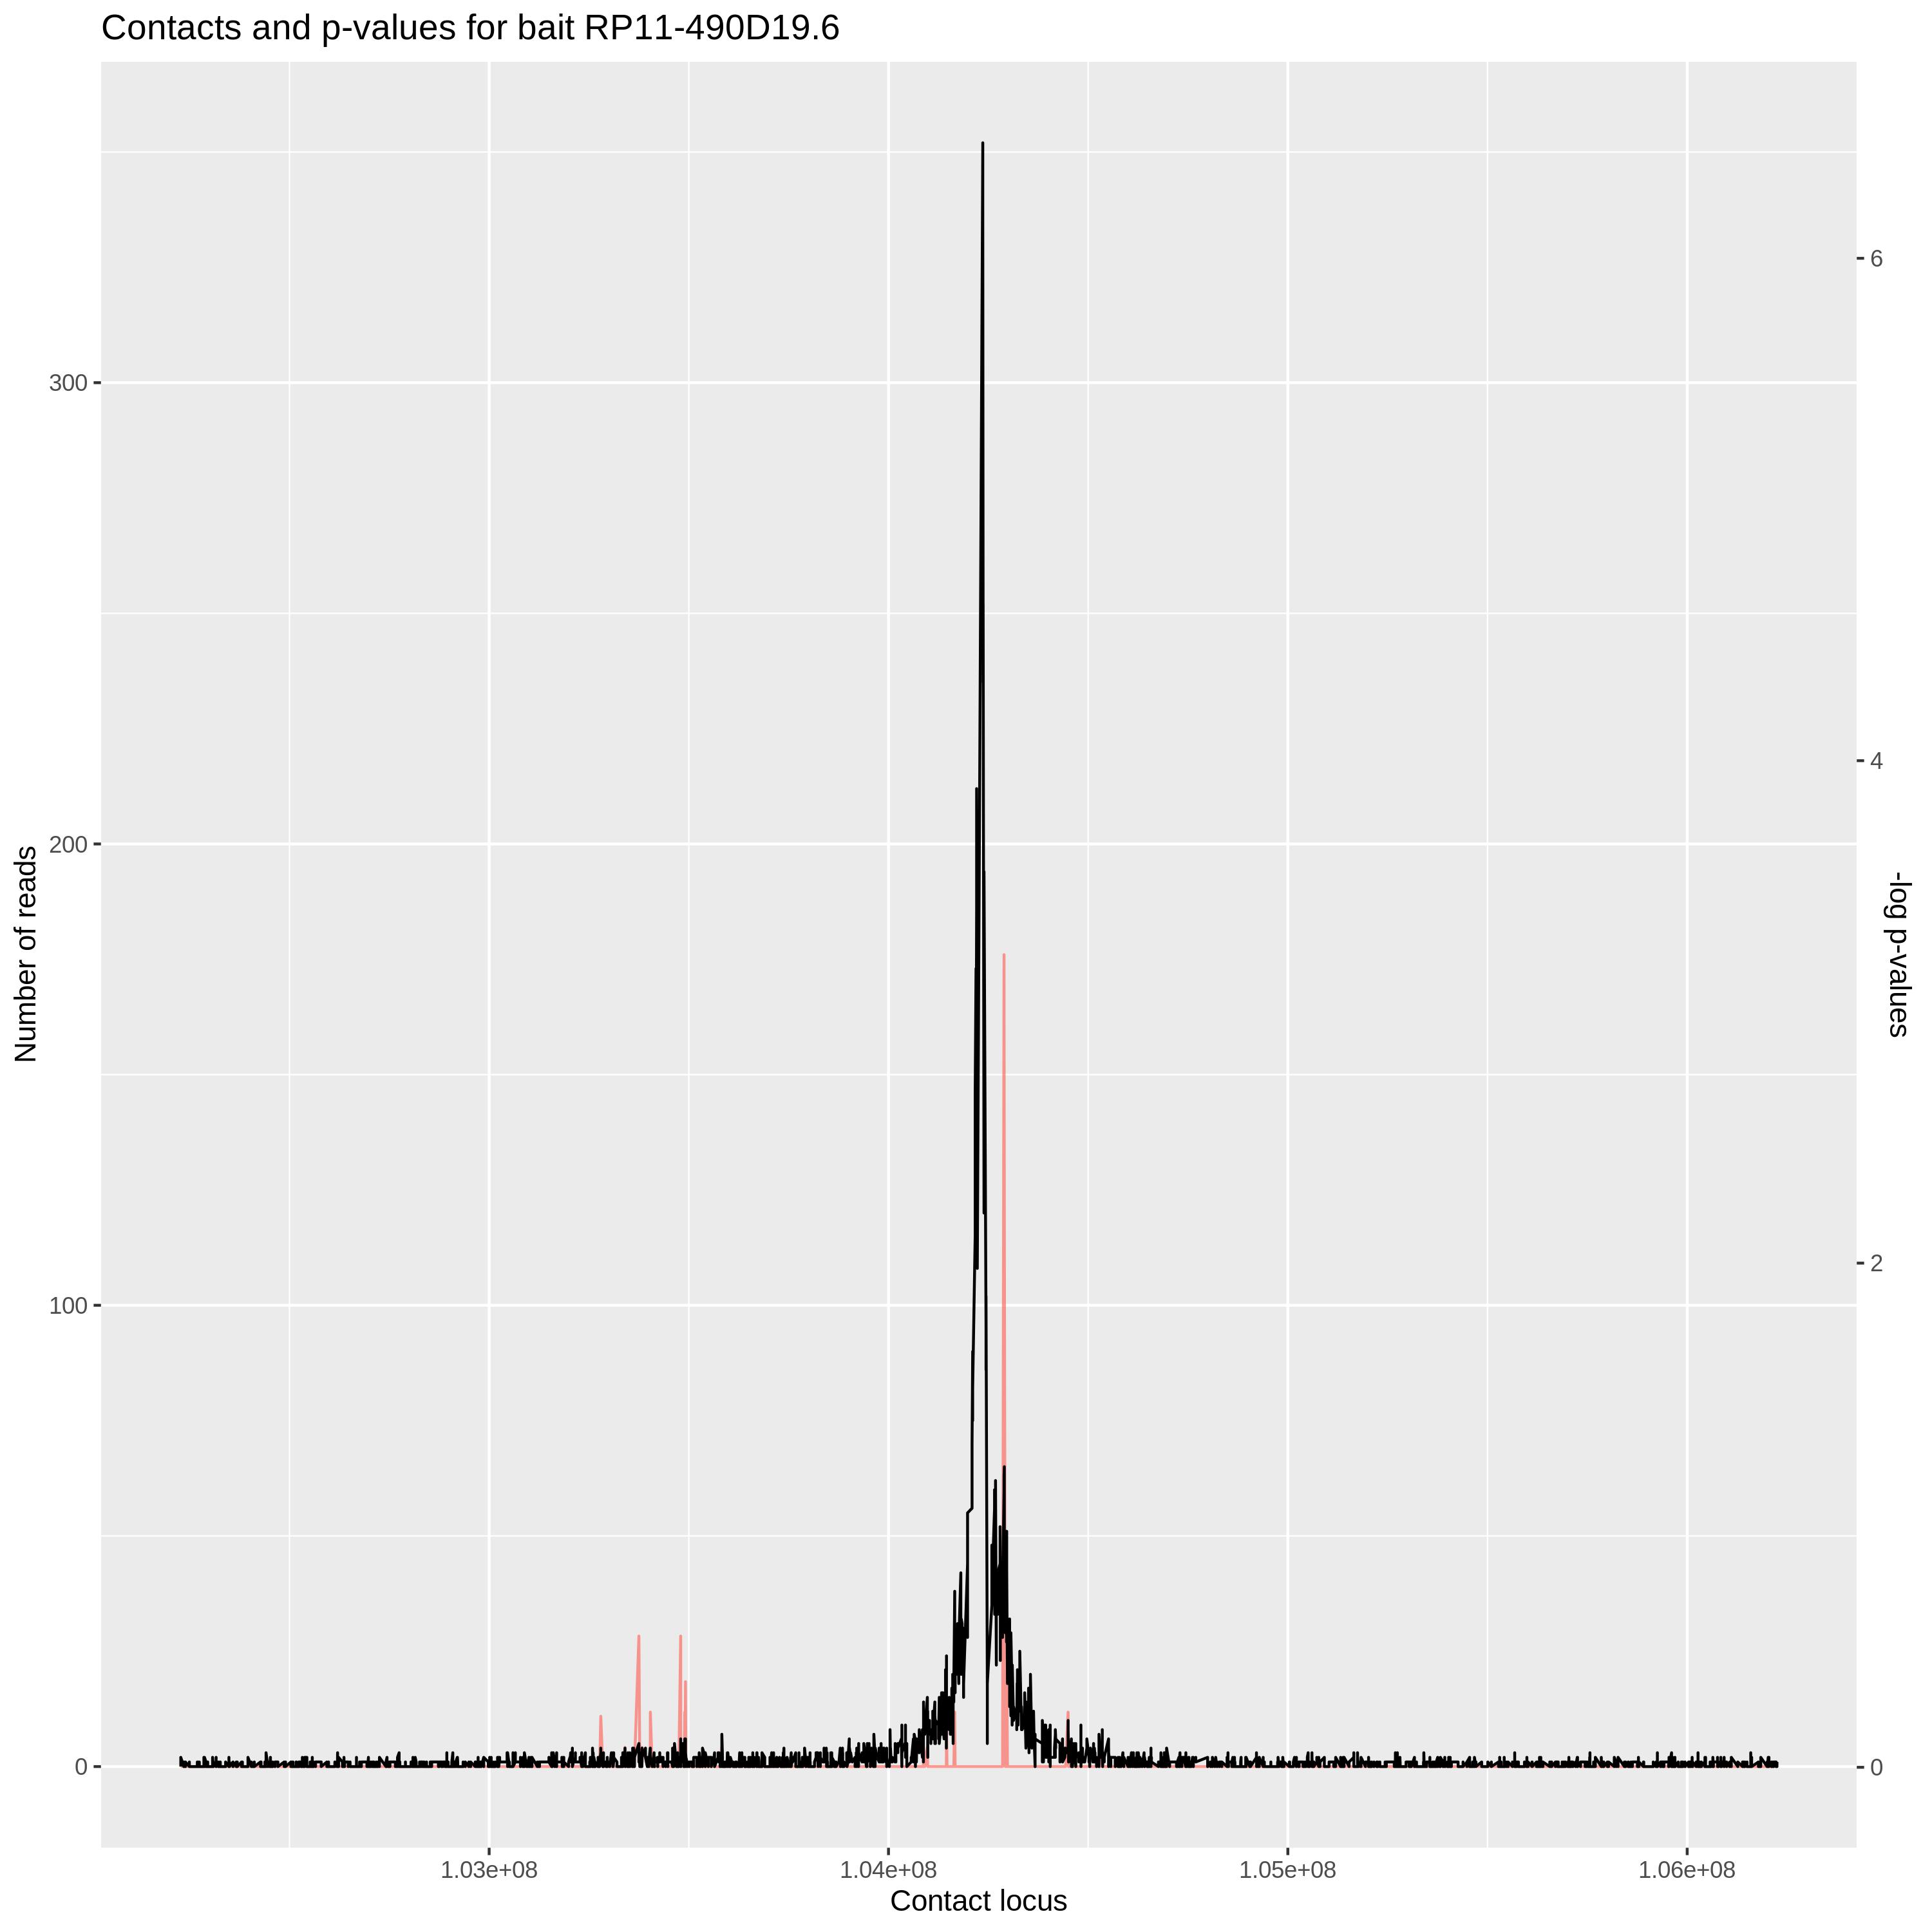 Contacts and p-values for bait RP11-490D19.6
Number of reads
300
200
100
0
6
4
2
0
-log p-values
1.03e+08
1.04e+08
1.05e+08
1.06e+08
Contact locus